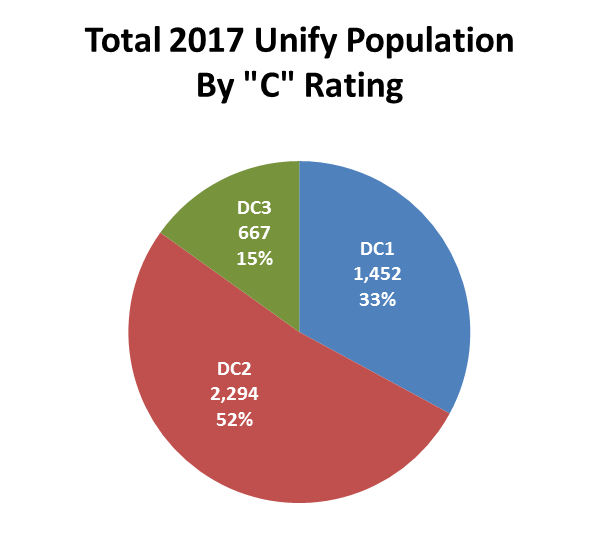 Total 2017 Unify Population
By "C" Rating
DC3
667
15%
DC1
1,452
33%
DC2
2,294
52%